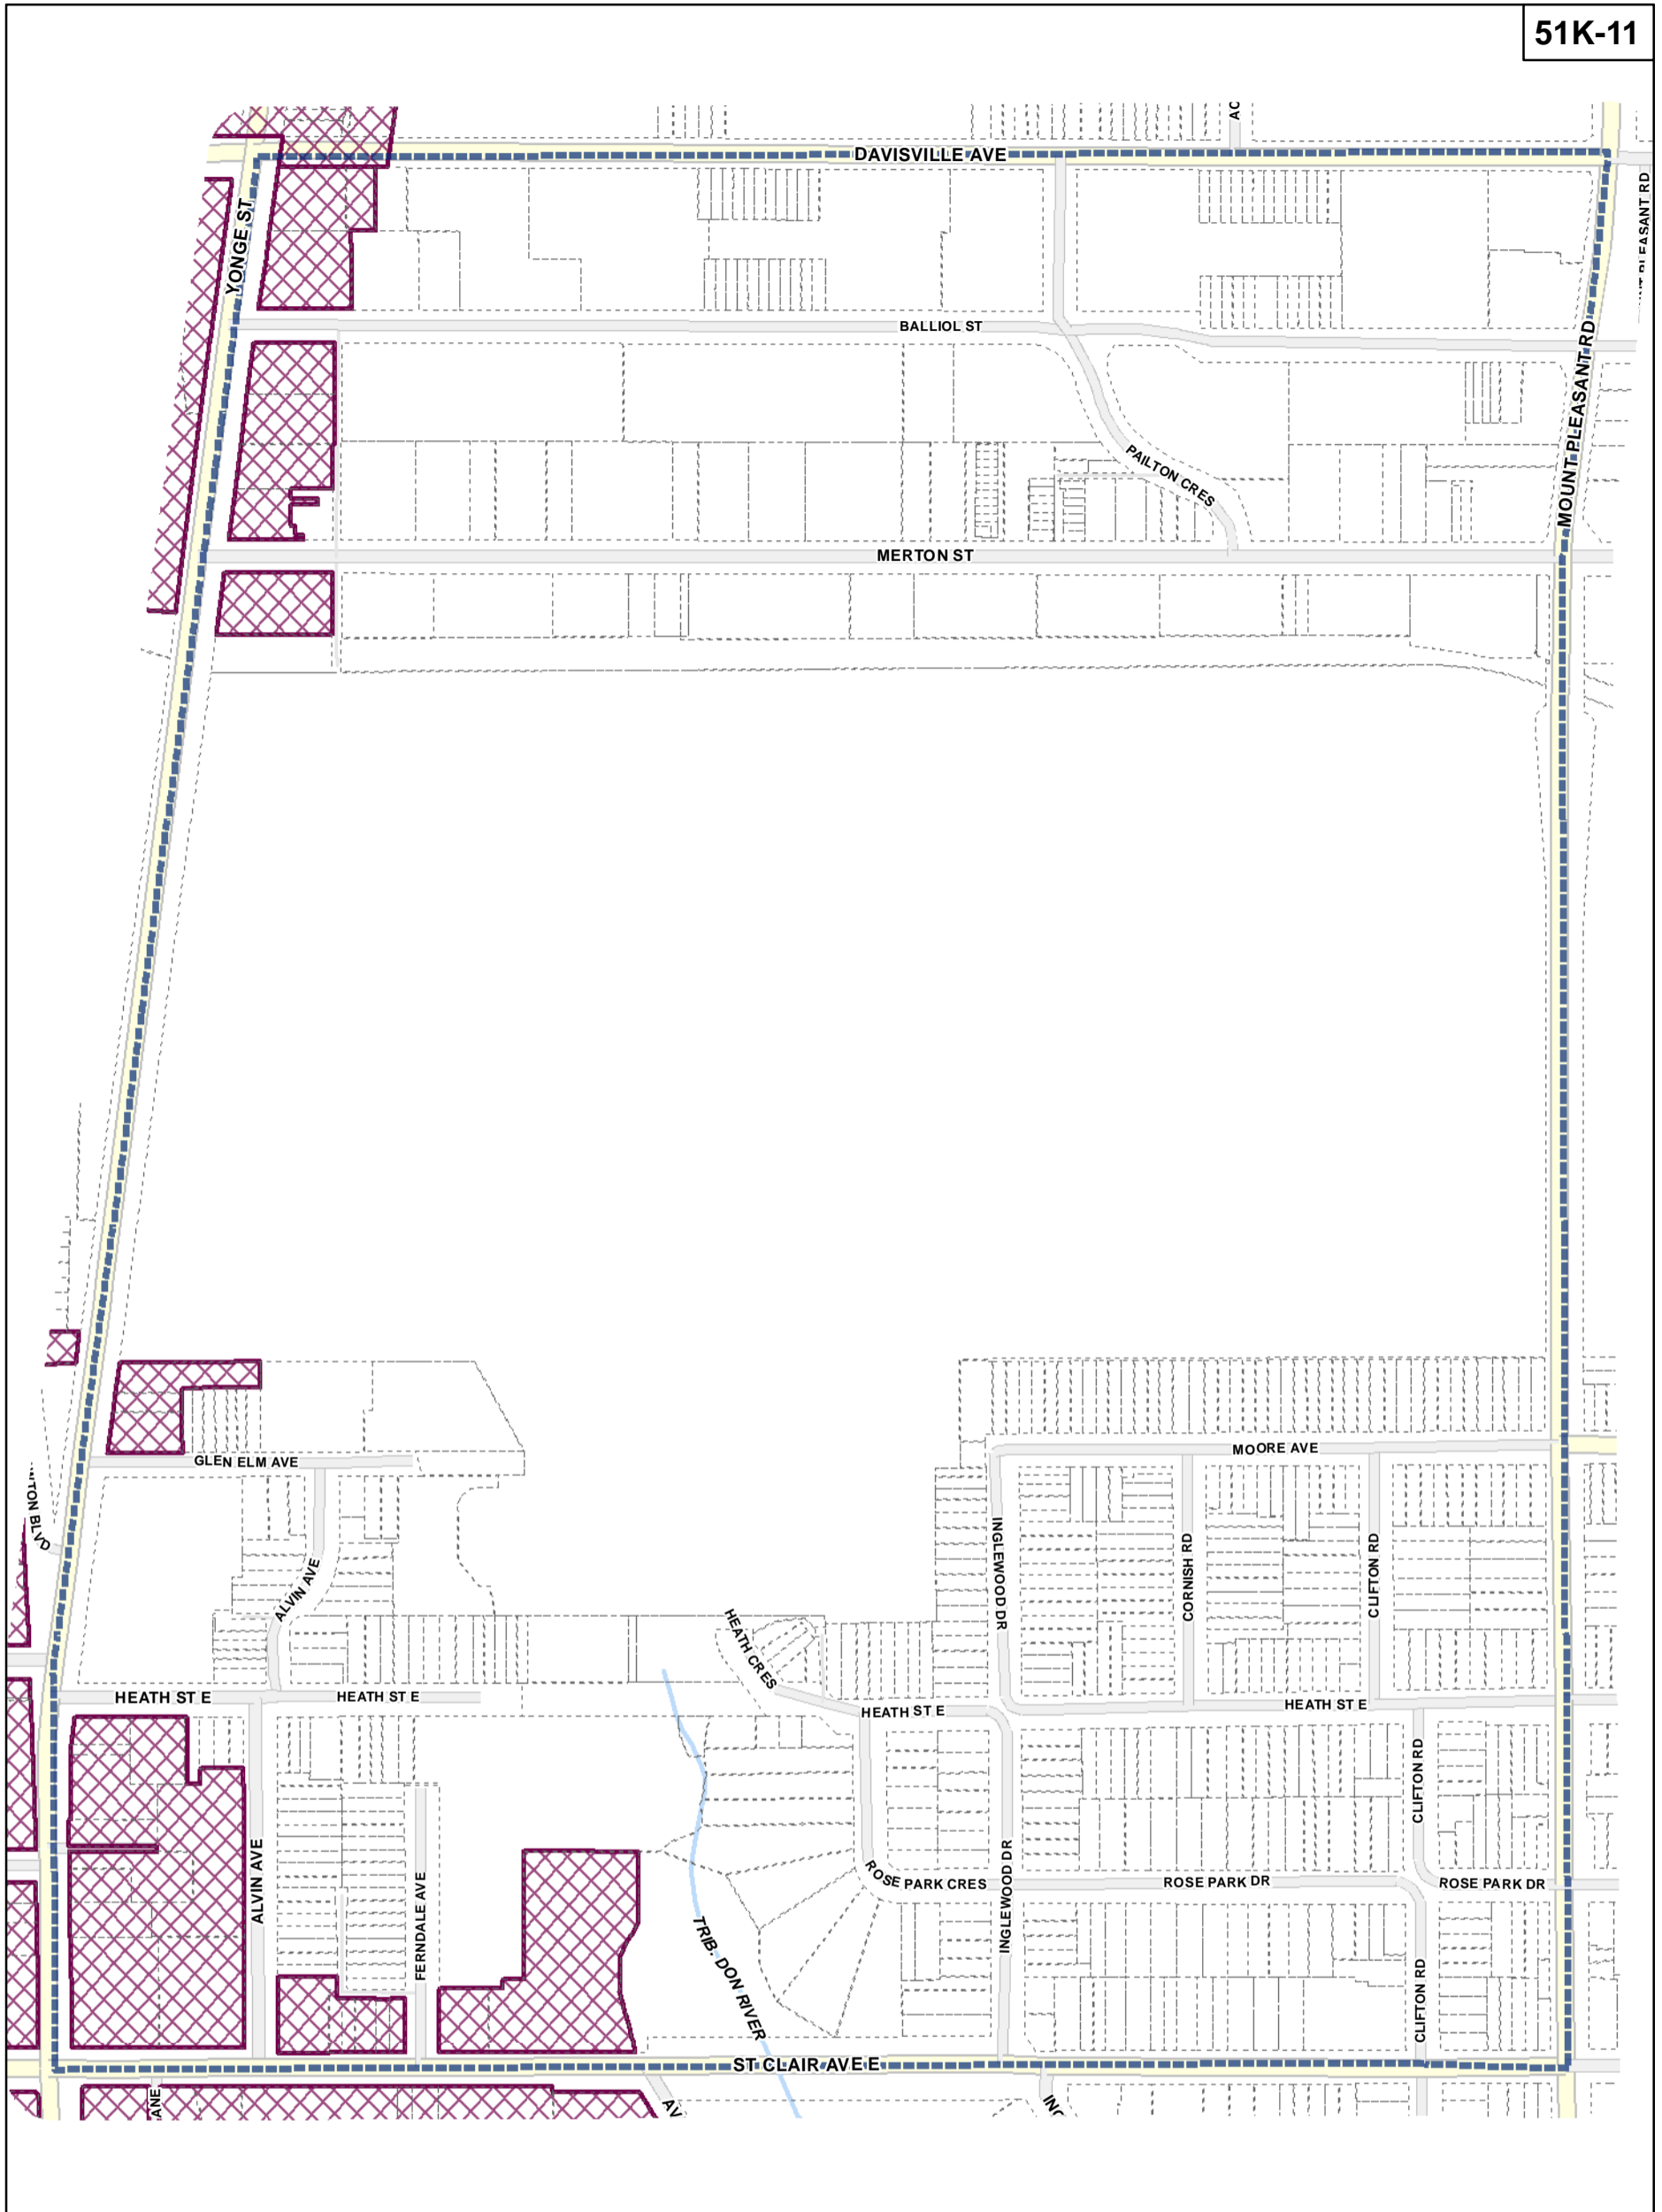 51K-11
AC
DAVISVILLE AVE
YONGE ST
BALLIOL ST
MOUNT PLEASANT RD
PAILTON CRES
MERTON ST
MOORE AVE
GLEN ELM AVE
INGLEWOOD DR
CORNISH RD
CLIFTON RD
ALVIN AVE
HEATH CRES
HEATH ST E
HEATH ST E
HEATH ST E
HEATH ST E
CLIFTON RD
ALVIN AVE
FERNDALE AVE
INGLEWOOD DR
ROSE PARK CRES
ROSE PARK DR
ROSE PARK DR
TRIB. DON RIVER
CLIFTON RD
ST CLAIR AVE E
ANE
AV